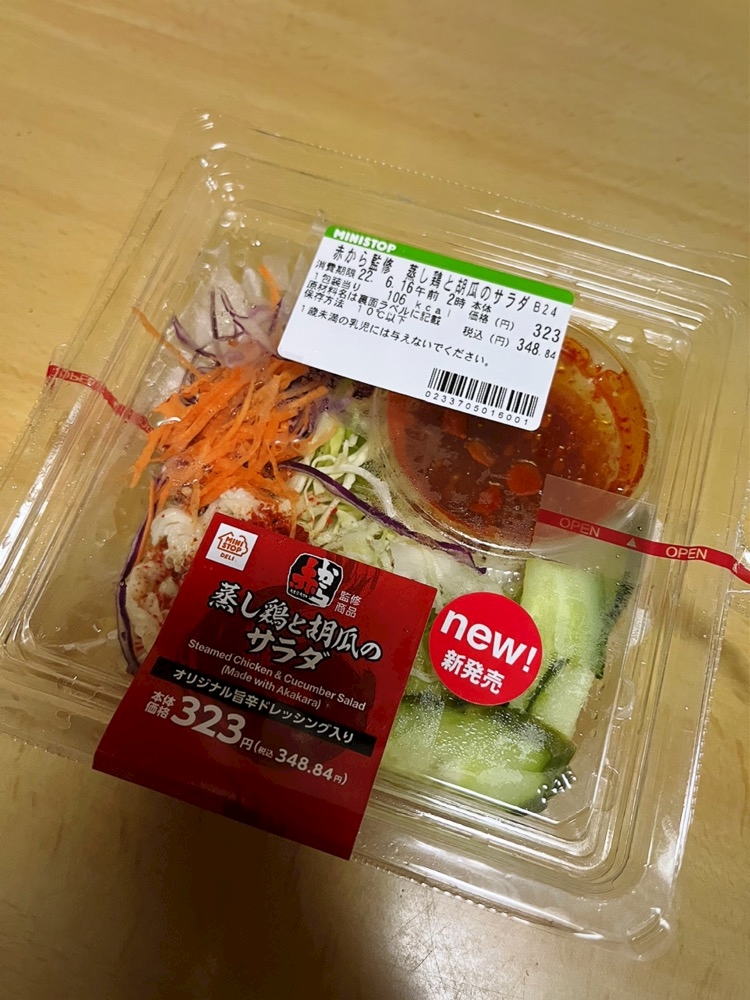 MINISTOP
赤から監修 蒸し鶏と胡瓜のサラダ B24
消費期限 22. 6.16午前 2時
1包装当り 106 kcal
原材料名は裏面ラベルに記載
保存方法 10℃以下
本体価格(円) 323
税込(円) 348.84
1歳未満の乳児には与えないでください。
0233705016001
OPEN ▲ OPEN
MINI STOP
DELI
赤から
監修商品
蒸し鶏と胡瓜のサラダ
Steamed Chicken & Cucumber Salad
(Made with Akakara)
オリジナル旨辛ドレッシング入り
本体価格 323円(税込 348.84円)
new!
新発売